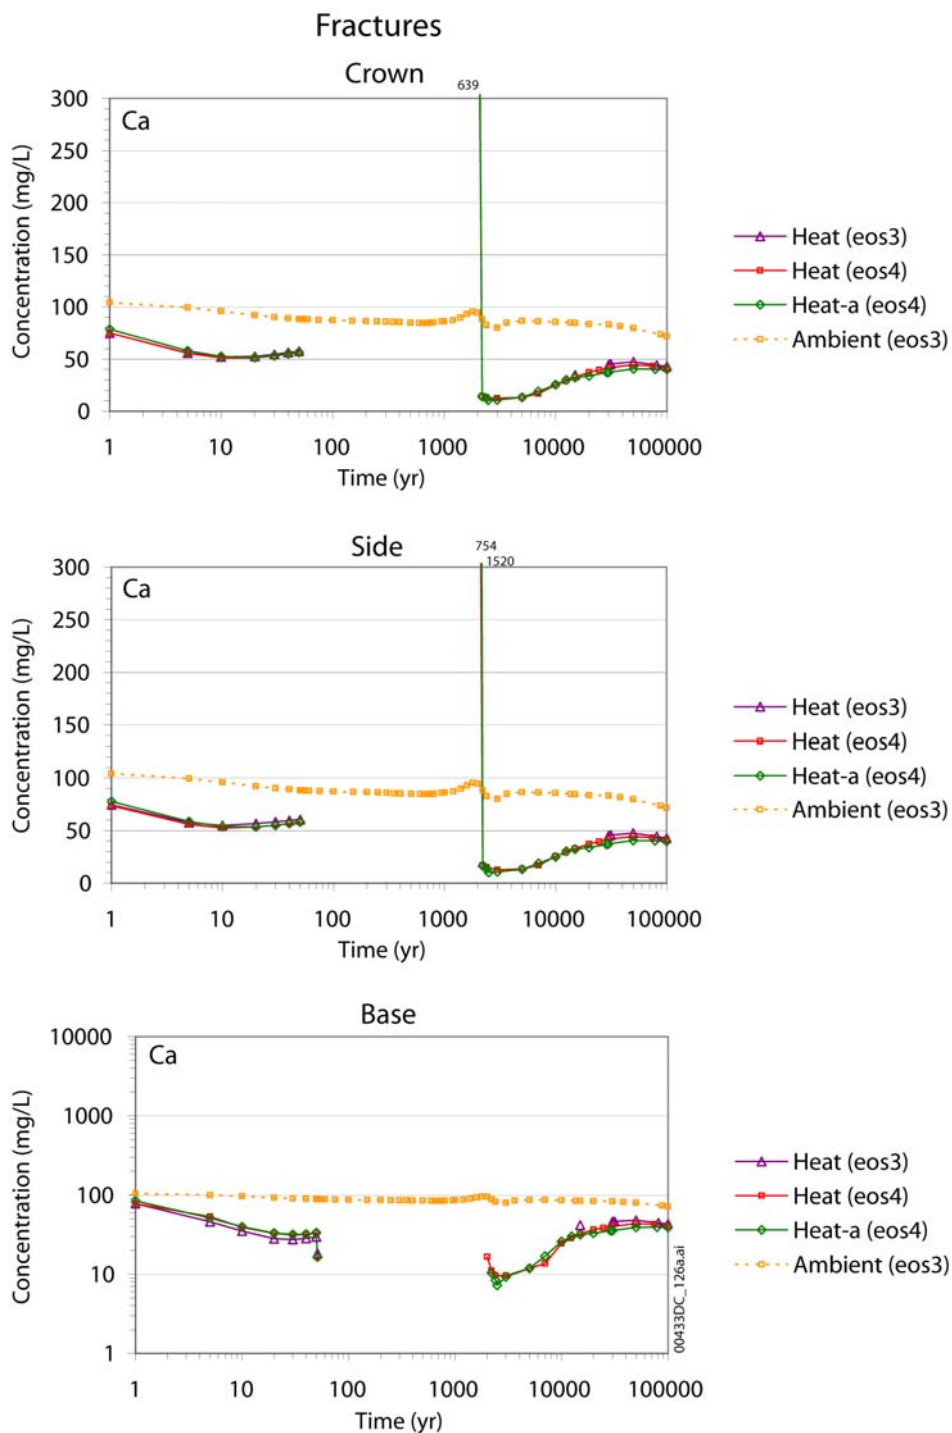 Fractures
Crown
639
Ca
Concentration (mg/L)
300
250
200
150
100
50
0
1 10 100 1000 10000 100000
Time (yr)
Heat (eos3)
Heat (eos4)
Heat-a (eos4)
Ambient (eos3)
Side
754
1520
Ca
Concentration (mg/L)
300
250
200
150
100
50
0
1 10 100 1000 10000 100000
Time (yr)
Heat (eos3)
Heat (eos4)
Heat-a (eos4)
Ambient (eos3)
Base
Ca
Concentration (mg/L)
10000
1000
100
10
1
1 10 100 1000 10000 100000
Time (yr)
Heat (eos3)
Heat (eos4)
Heat-a (eos4)
Ambient (eos3)
00433DC_126a.ai